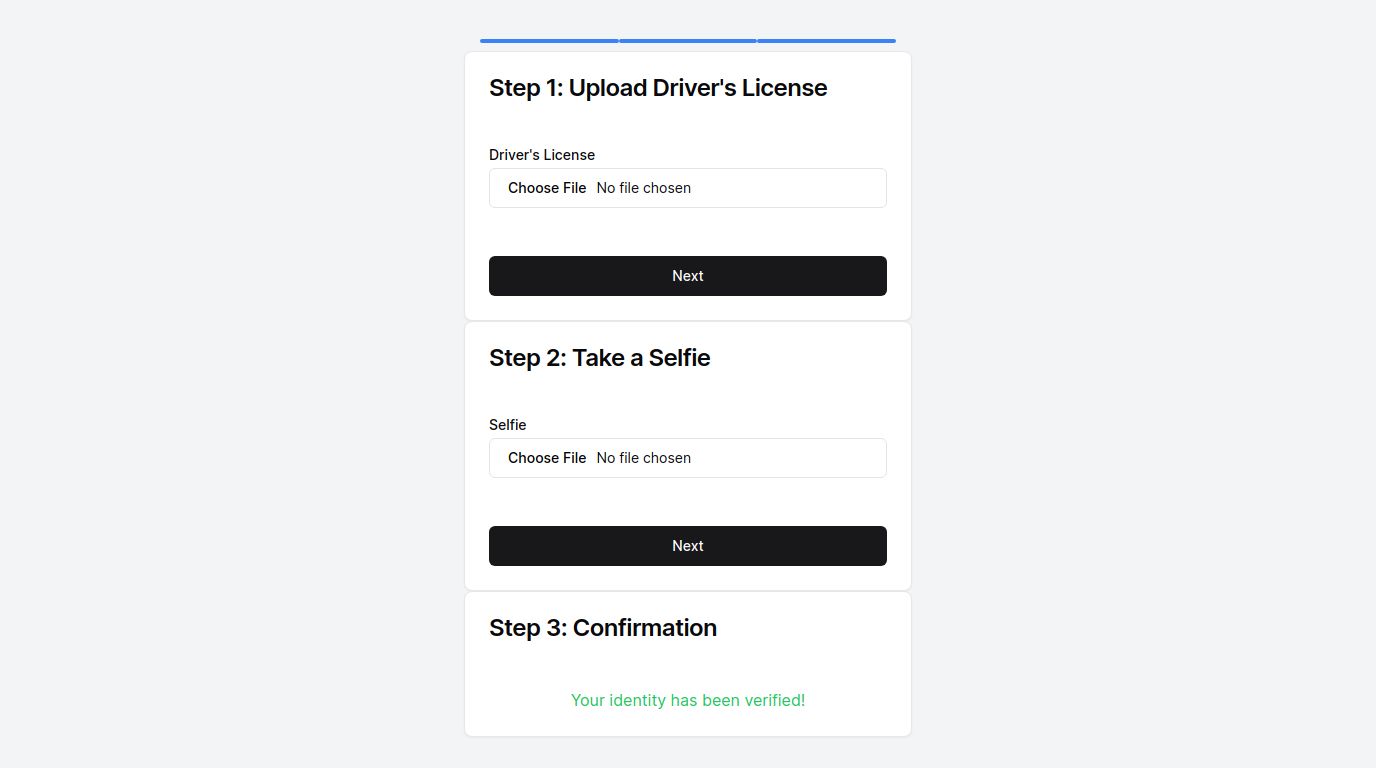 Step 1: Upload Driver's License
Driver's License
Choose File No file chosen
Next
Step 2: Take a Selfie
Selfie
Choose File No file chosen
Next
Step 3: Confirmation
Your identity has been verified!